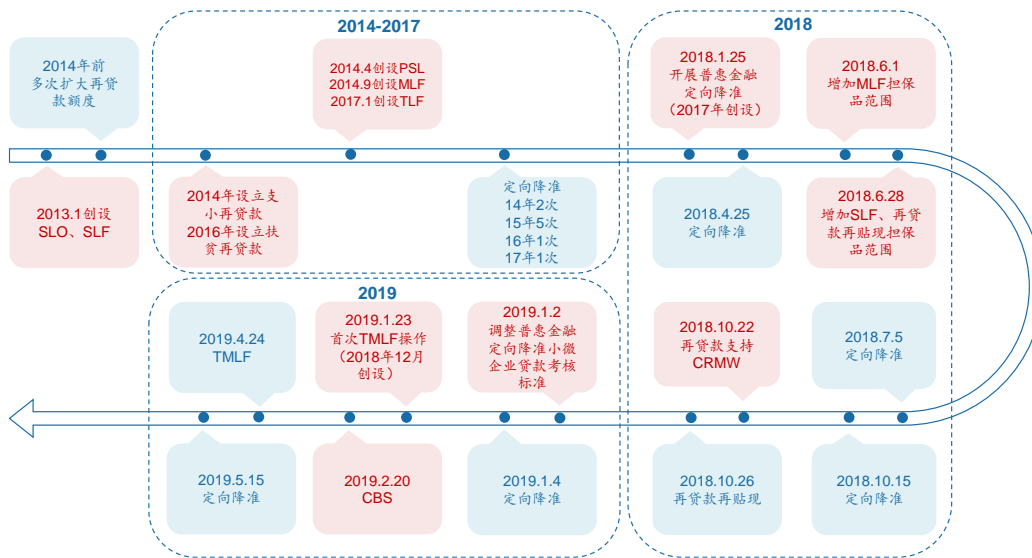 2014-2017
2018
2014年前
多次扩大再贷
款额度
2014.4创设PSL
2014.9创设MLF
2017.1创设TLF
2018.1.25
开展普惠金融
定向降准
（2017年创设）
2018.6.1
增加MLF担保
品范围
2013.1创设
SLO、SLF
2014年设立支
小再贷款
2016年设立扶
贫再贷款
定向降准
14年2次
15年5次
16年1次
17年1次
2018.4.25
定向降准
2018.6.28
增加SLF、再贷
款再贴现担保
品范围
2019
2019.4.24
TMLF
2019.1.23
首次TMLF操作
（2018年12月
创设）
2019.1.2
调整普惠金融
定向降准小微
企业贷款考核
标准
2018.10.22
再贷款支持
CRMW
2018.7.5
定向降准
2019.5.15
定向降准
2019.2.20
CBS
2019.1.4
定向降准
2018.10.26
再贷款再贴现
2018.10.15
定向降准